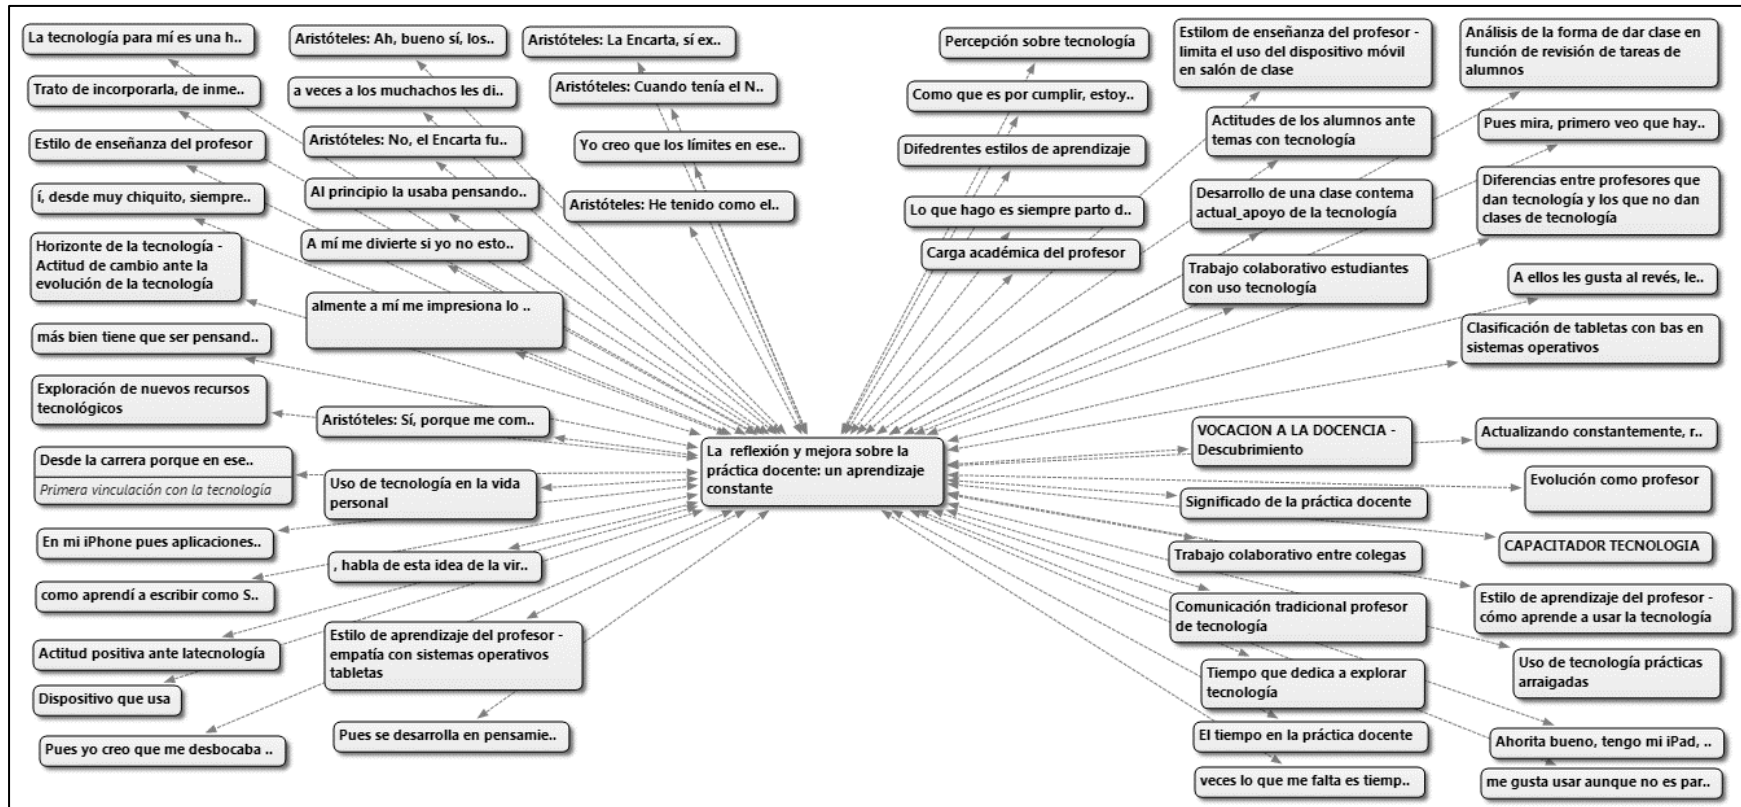 La tecnología para mí es una h..
Trato de incorporarla, de inme..
Estilo de enseñanza del profesor
í, desde muy chiquito, siempre..
Horizonte de la tecnología -
Actitud de cambio ante la
evolución de la tecnología
más bien tiene que ser pensand..
Exploración de nuevos recursos
tecnológicos
Desde la carrera porque en ese..
Primera vinculación con la tecnología
En mi iPhone pues aplicaciones..
como aprendí a escribir como S..
Actitud positiva ante latecnología
Dispositivo que usa
Pues yo creo que me desbocaba ..
Aristóteles: Ah, bueno sí, los..
a veces a los muchachos les di..
Aristóteles: No, el Encarta fu..
Al principio la usaba pensando..
A mí me divierte si yo no esto..
almente a mí me impresiona lo ..
Aristóteles: Sí, porque me com..
Uso de tecnología en la vida
personal
, habla de esta idea de la vir..
Estilo de aprendizaje del profesor -
empatía con sistemas operativos
tabletas
Pues se desarrolla en pensamie..
Aristóteles: La Encarta, sí ex..
Aristóteles: Cuando tenía el N..
Yo creo que los límites en ese..
Aristóteles: He tenido como el..
La  reflexión y mejora sobre la
práctica docente: un aprendizaje
constante
Percepción sobre tecnología
Como que es por cumplir, estoy..
Difedrentes estilos de aprendizaje
Lo que hago es siempre parto d..
Carga académica del profesor
Estilom de enseñanza del profesor -
limita el uso del dispositivo móvil
en salón de clase
Actitudes de los alumnos ante
temas con tecnología
Desarrollo de una clase contema
actual_apoyo de la tecnología
Trabajo colaborativo estudiantes
con uso tecnología
VOCACION A LA DOCENCIA -
Descubrimiento
Significado de la práctica docente
Trabajo colaborativo entre colegas
Comunicación tradicional profesor
de tecnología
Tiempo que dedica a explorar
tecnología
El tiempo en la práctica docente
veces lo que me falta es tiemp..
Análisis de la forma de dar clase en
función de revisión de tareas de
alumnos
Pues mira, primero veo que hay..
Diferencias entre profesores que
dan tecnología y los que no dan
clases de tecnología
A ellos les gusta al revés, le..
Clasificación de tabletas con bas en
sistemas operativos
Actualizando constantemente, r..
Evolución como profesor
CAPACITADOR TECNOLOGIA
Estilo de aprendizaje del profesor -
cómo aprende a usar la tecnología
Uso de tecnología prácticas
arraigadas
Ahorita bueno, tengo mi iPad, ..
me gusta usar aunque no es par..